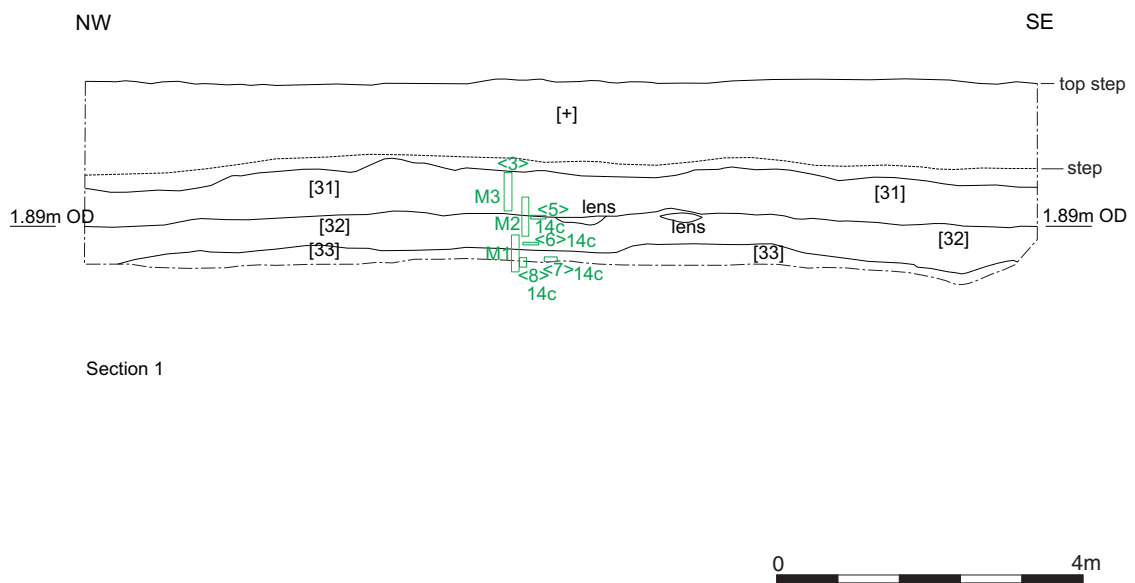 NW
SE
top step
[+]
<3>
step
[31]
[31]
M3
lens
<5>
1.89m OD
1.89m OD
[32]
14c
M2
lens
[32]
<6>14c
[33]
M1
[33]
<7>14c
<8>
14c
Section 1
0
4m